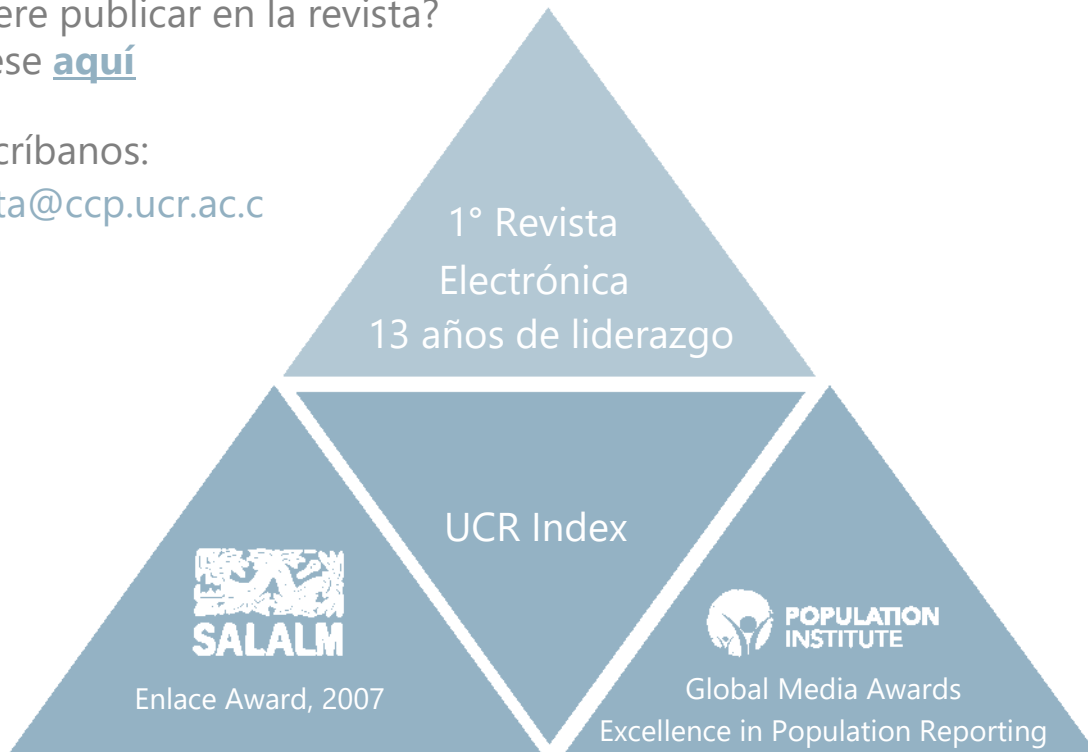 ere publicar en la revista?
ese aquí
críbanos:
ta@ccp.ucr.ac.c
1° Revista
Electrónica
13 años de liderazgo
UCR Index
SALALM
Enlace Award, 2007
POPULATION
INSTITUTE
Global Media Awards
Excellence in Population Reporting